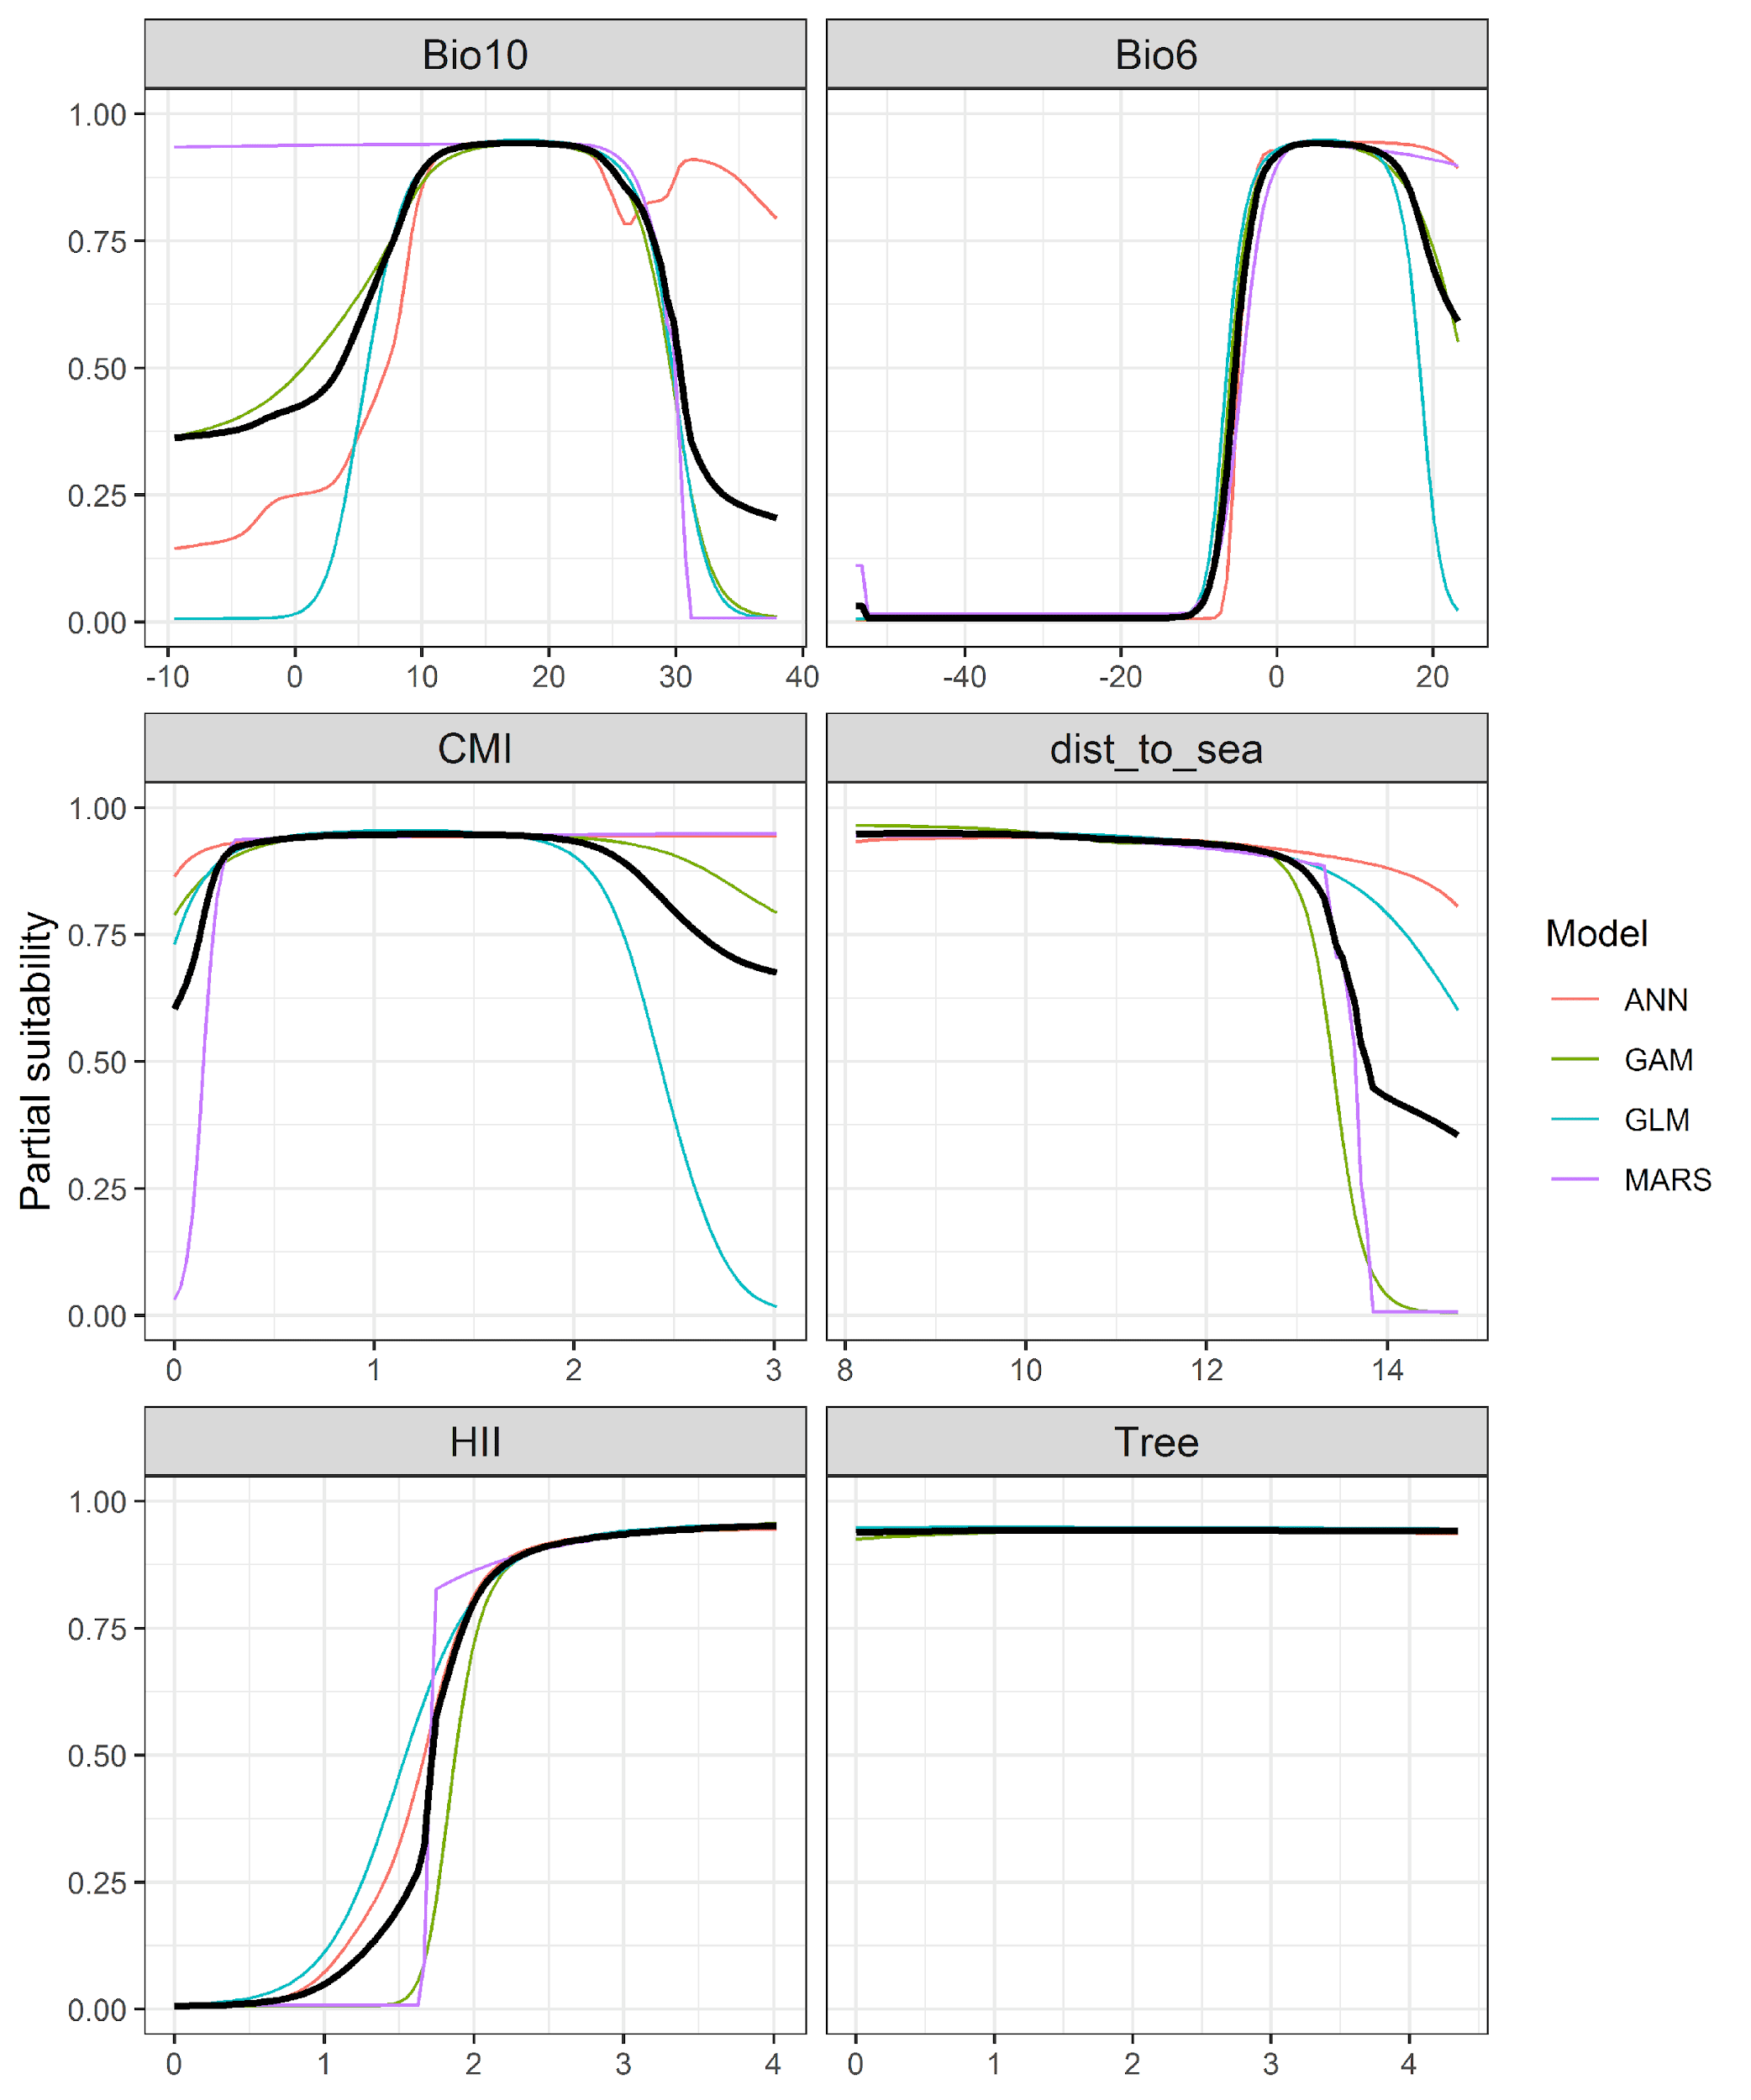 Bio10 Bio6
1.00
0.75
0.50
0.25
0.00
-10 0 10 20 30 40 -40 -20 0 20
CMI dist_to_sea
1.00
0.75
0.50
0.25
0.00
0 1 2 3 8 10 12 14
HII Tree
1.00
0.75
0.50
0.25
0.00
0 1 2 3 4 0 1 2 3 4
Partial suitability
Model
ANN
GAM
GLM
MARS